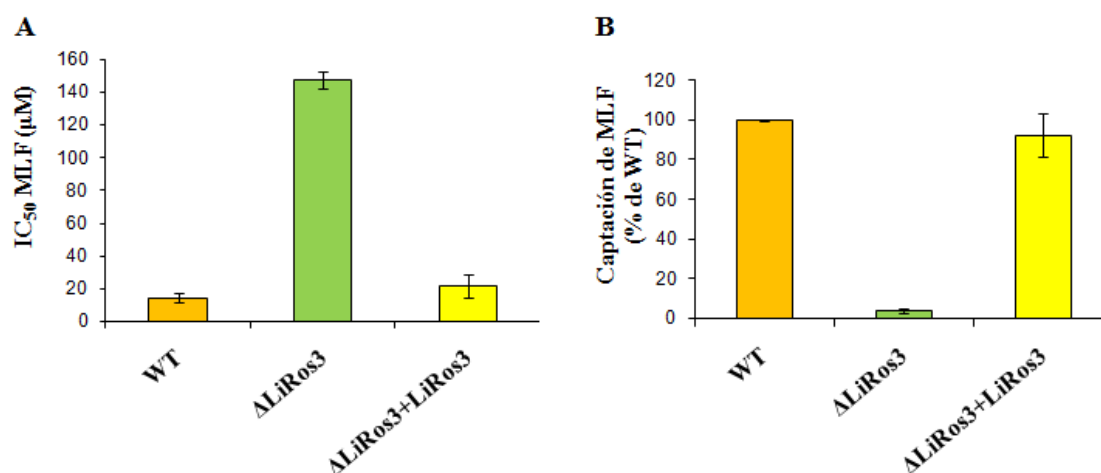 A
IC50 MLF (µM)
160
140
120
100
80
60
40
20
0
WT
ΔLiRos3
ΔLiRos3+LiRos3
B
Captación de MLF
(% de WT)
120
100
80
60
40
20
0
WT
ΔLiRos3
ΔLiRos3+LiRos3